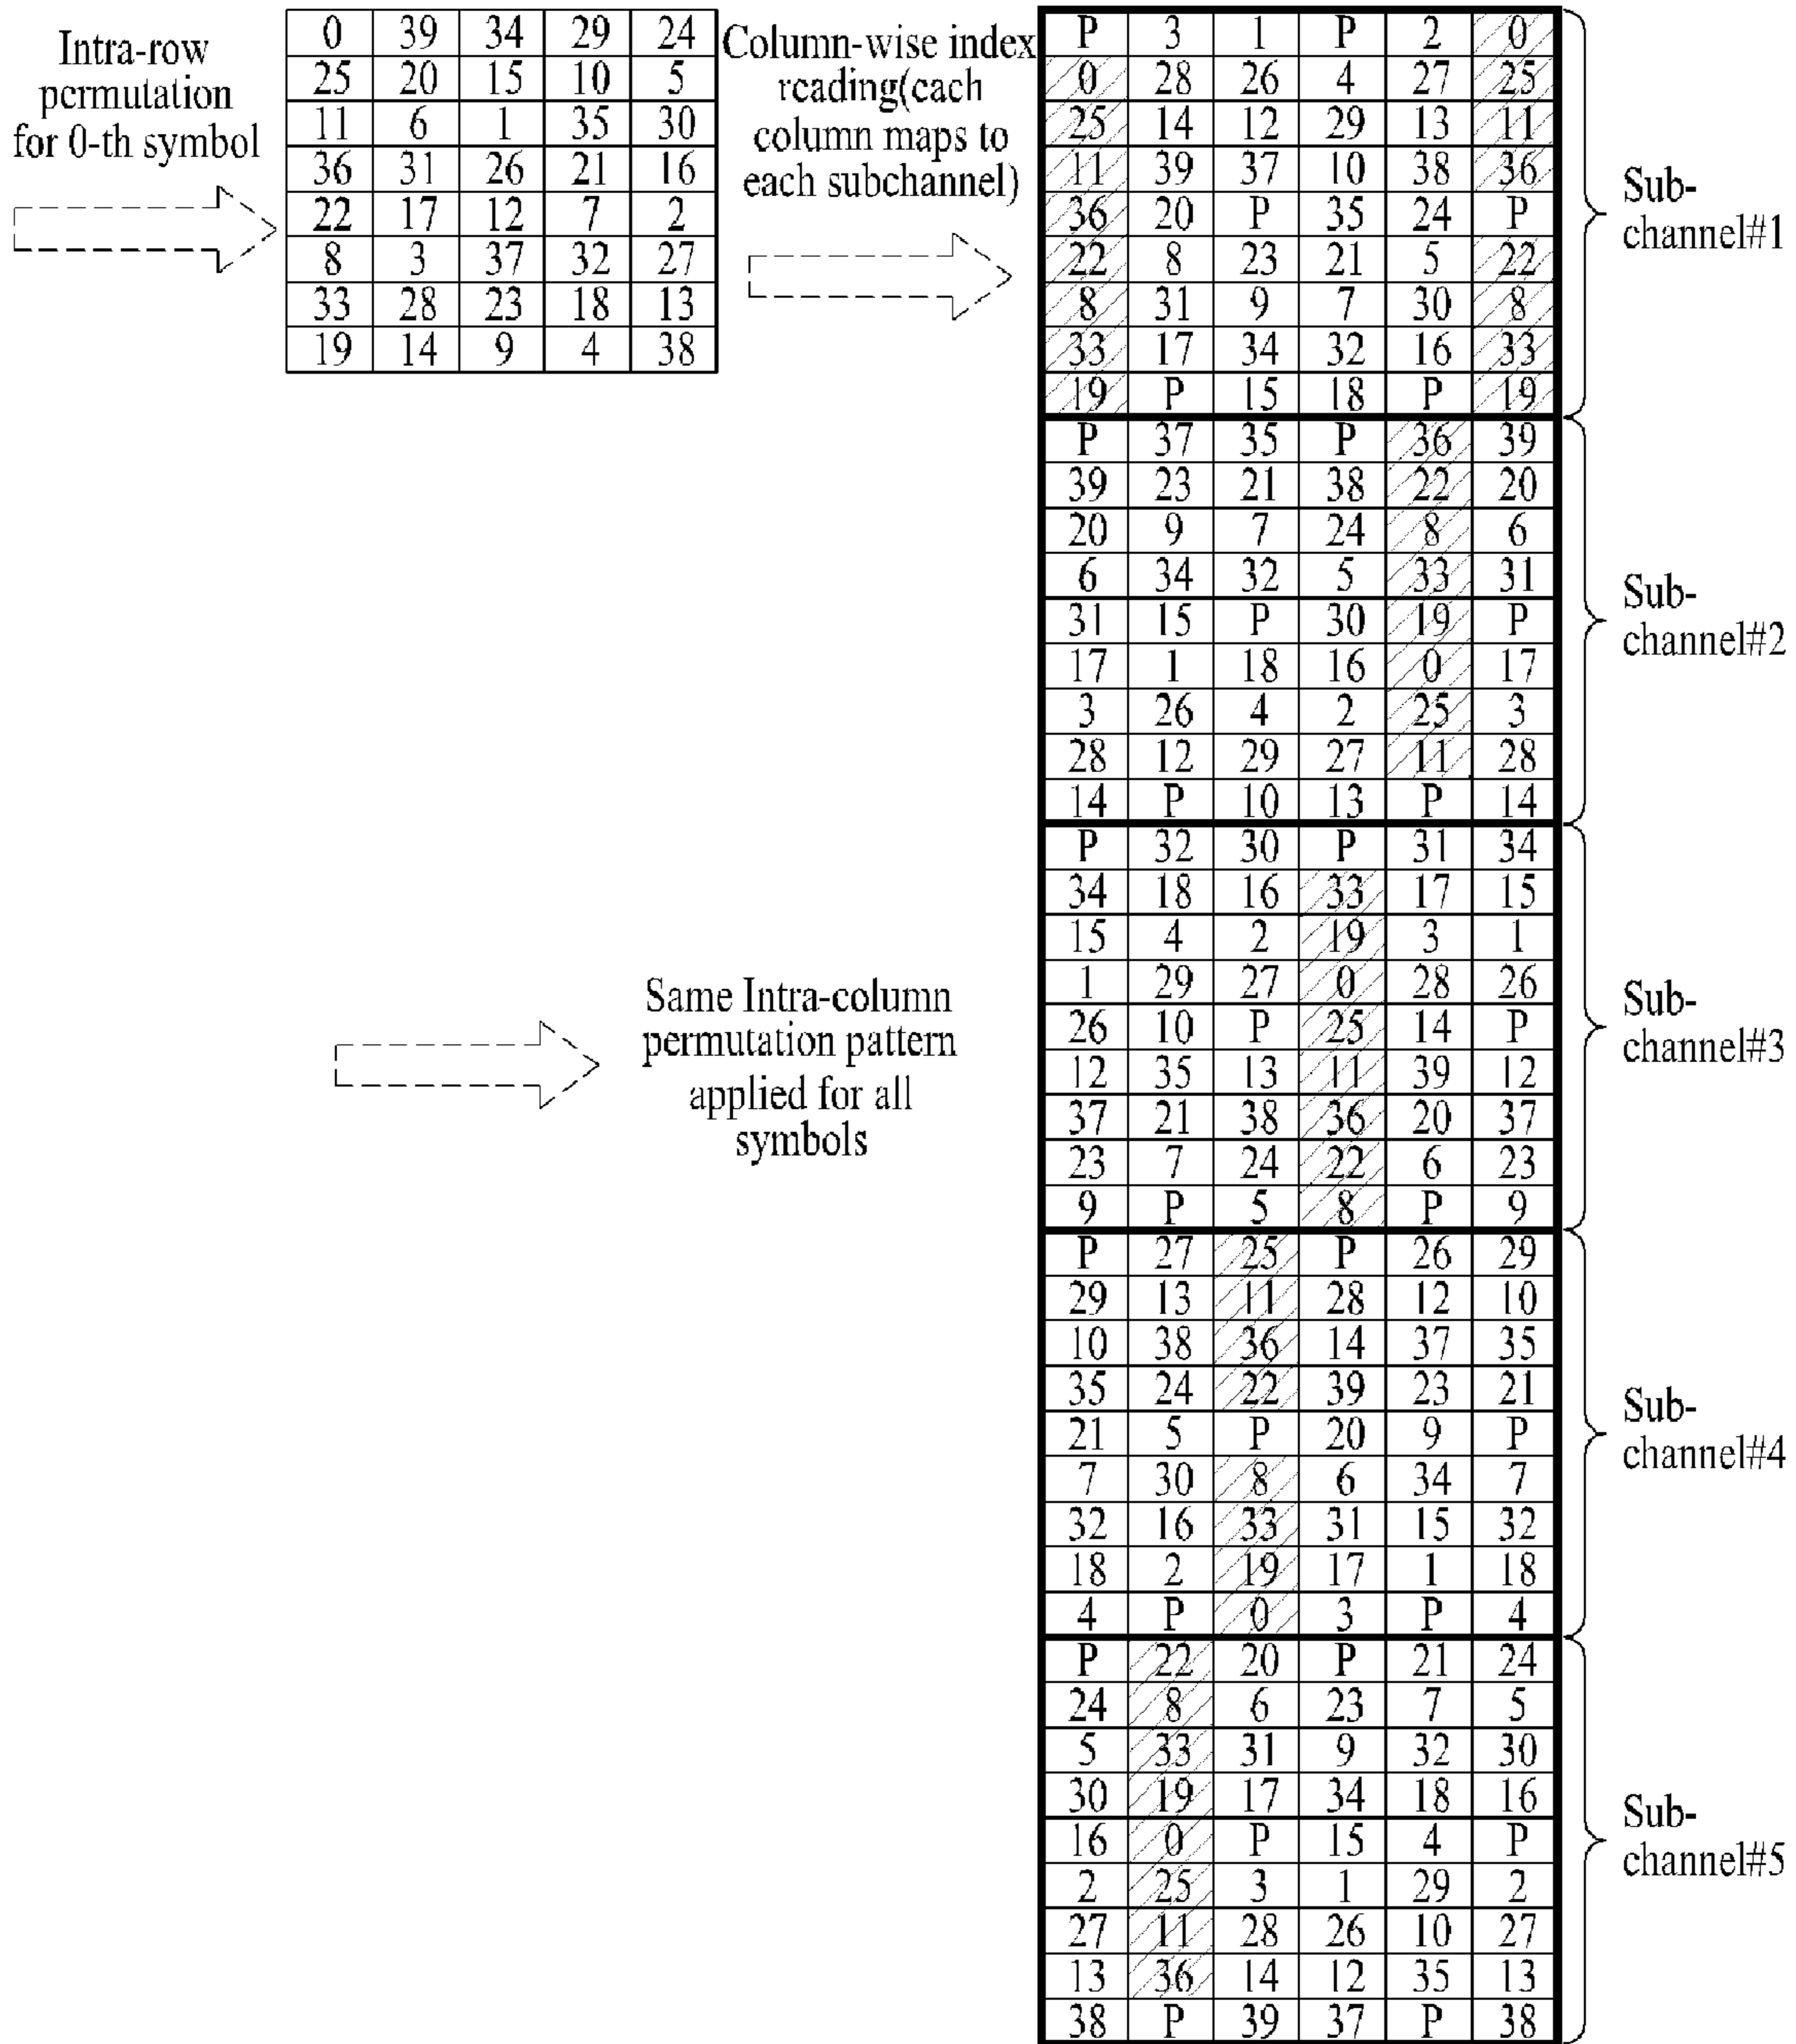 Intra-row
permutation
for 0-th symbol
0 39 34 29 24
25 20 15 10 5
11 6 1 35 30
36 31 26 21 16
22 17 12 7 2
8 3 37 32 27
33 28 23 18 13
19 14 9 4 38
Column-wise index
reading(each
column maps to
each subchannel)
P 3 1 P 2 0
0 28 26 4 27 25
25 14 12 29 13 11
11 39 37 10 38 36
36 20 P 35 24 P
22 8 23 21 5 22
8 31 9 7 30 8
33 17 34 32 16 33
19 P 15 18 P 19
Sub-
channel#1
P 37 35 P 36 39
39 23 21 38 22 20
20 9 7 24 8 6
6 34 32 5 33 31
31 15 P 30 19 P
17 1 18 16 0 17
3 26 4 2 25 3
28 12 29 27 11 28
14 P 10 13 P 14
Sub-
channel#2
Same Intra-column
permutation pattern
applied for all
symbols
P 32 30 P 31 34
34 18 16 33 17 15
15 4 2 19 3 1
1 29 27 0 28 26
26 10 P 25 14 P
12 35 13 11 39 12
37 21 38 36 20 37
23 7 24 22 6 23
9 P 5 8 P 9
Sub-
channel#3
P 27 25 P 26 29
29 13 11 28 12 10
10 38 36 14 37 35
35 24 22 39 23 21
21 5 P 20 9 P
7 30 8 6 34 7
32 16 33 31 15 32
18 2 19 17 1 18
4 P 0 3 P 4
Sub-
channel#4
P 22 20 P 21 24
24 8 6 23 7 5
5 33 31 9 32 30
30 19 17 34 18 16
16 0 P 15 4 P
2 25 3 1 29 2
27 11 28 26 10 27
13 36 14 12 35 13
38 P 39 37 P 38
Sub-
channel#5